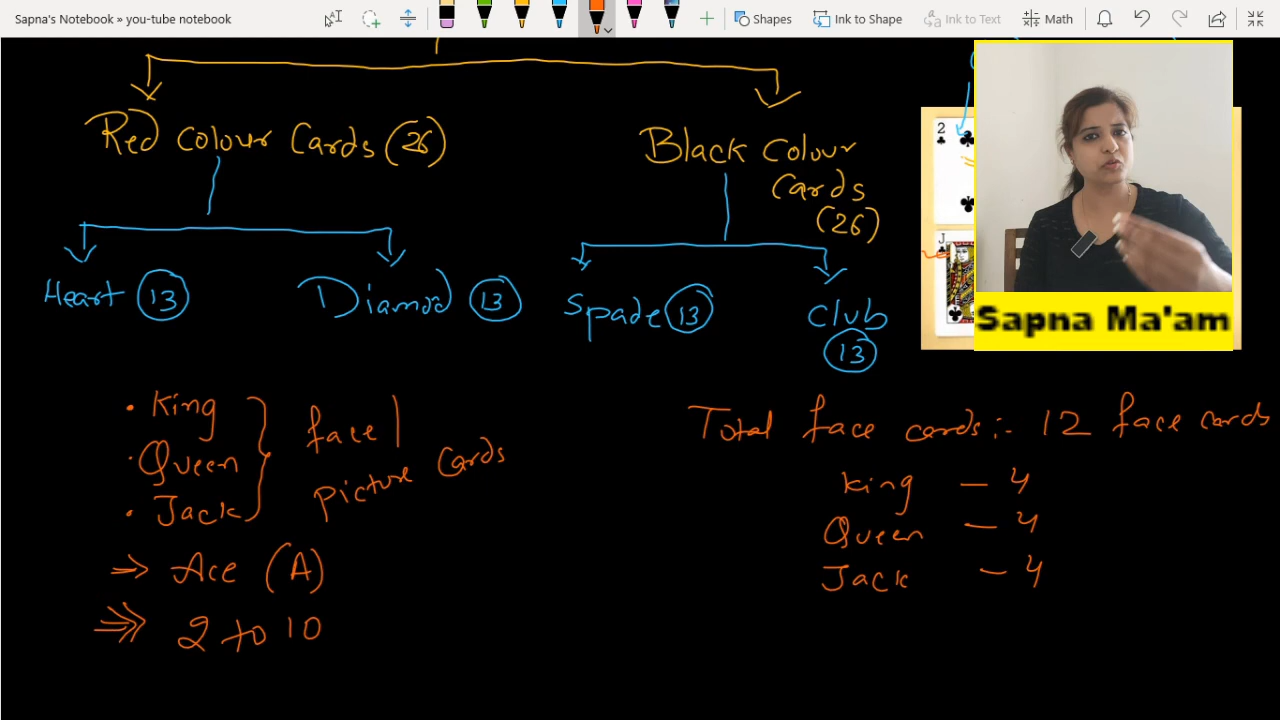 Sapna's Notebook » you-tube notebook
Shapes
Ink to Shape
Ink to Text
Math
Red Colour Cards (26)
Black Colour
Cards
(26)
Heart 13
Diamod 13
Spade 13
Club
13
2
J
Sapna Ma'am
• King
• Queen
• Jack
face |
picture cards
⇒ Ace (A)
⇒ 2 to 10
Total face cards :- 12 face cards
King — 4
Queen — 4
Jack — 4